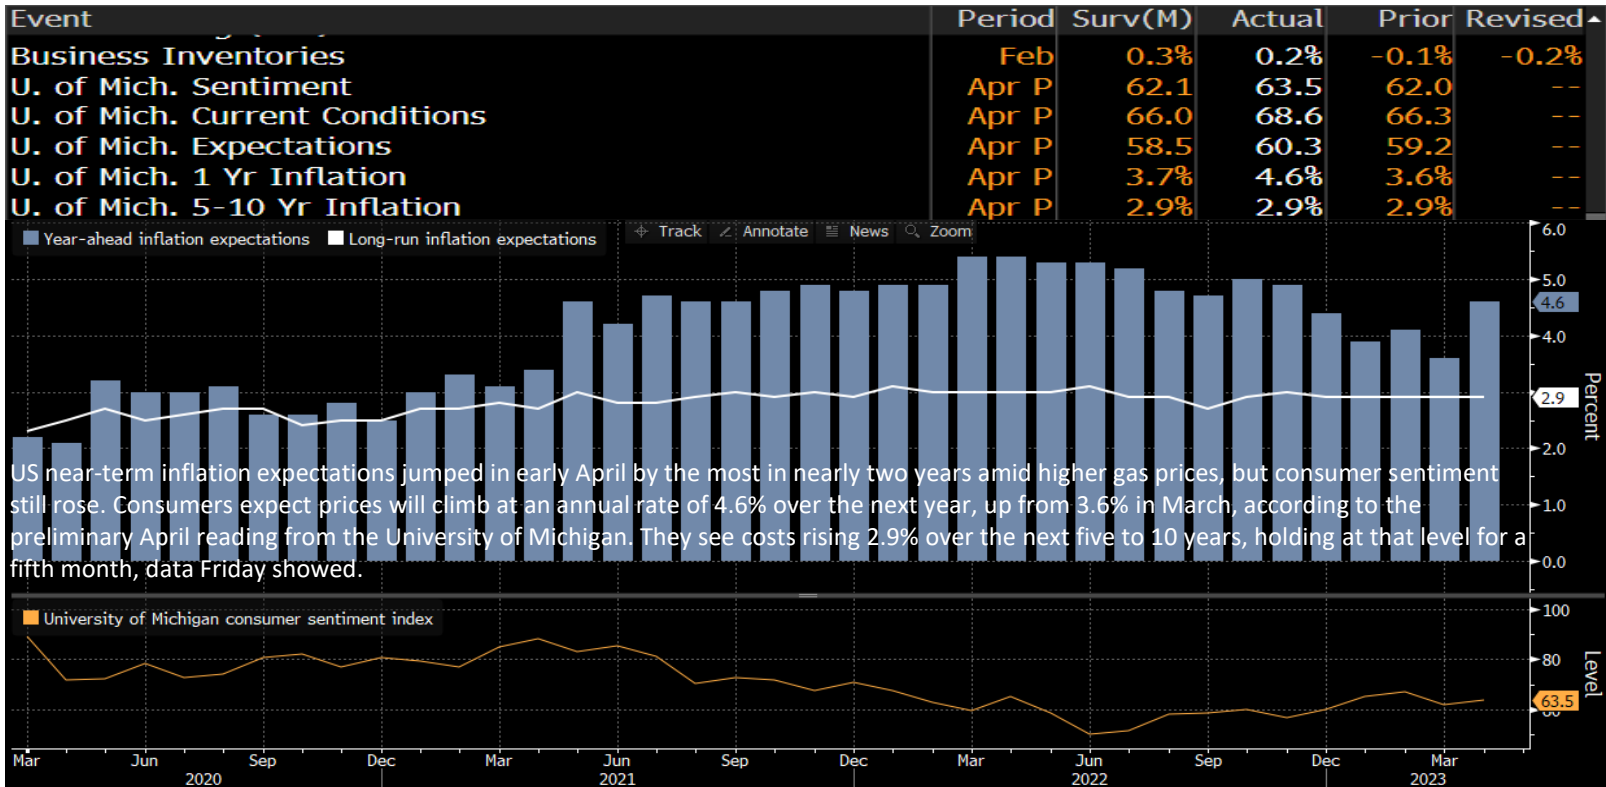 Event Period Surv(M) Actual Prior Revised
Business Inventories Feb 0.3% 0.2% -0.1% -0.2%
U. of Mich. Sentiment Apr P 62.1 63.5 62.0 --
U. of Mich. Current Conditions Apr P 66.0 68.6 66.3 --
U. of Mich. Expectations Apr P 58.5 60.3 59.2 --
U. of Mich. 1 Yr Inflation Apr P 3.7% 4.6% 3.6% --
U. of Mich. 5-10 Yr Inflation Apr P 2.9% 2.9% 2.9% --
Year-ahead inflation expectations Long-run inflation expectations Track Annotate News Zoom
6.0
5.0
4.6
4.0
2.9
Percent
2.0
US near-term inflation expectations jumped in early April by the most in nearly two years amid higher gas prices, but consumer sentiment
still rose. Consumers expect prices will climb at an annual rate of 4.6% over the next year, up from 3.6% in March, according to the
1.0
preliminary April reading from the University of Michigan. They see costs rising 2.9% over the next five to 10 years, holding at that level for a
fifth month, data Friday showed.
0.0
University of Michigan consumer sentiment index
100
80
Level
63.5
Mar Jun Sep Dec Mar Jun Sep Dec Mar Jun Sep Dec Mar
2020 2021 2022 2023